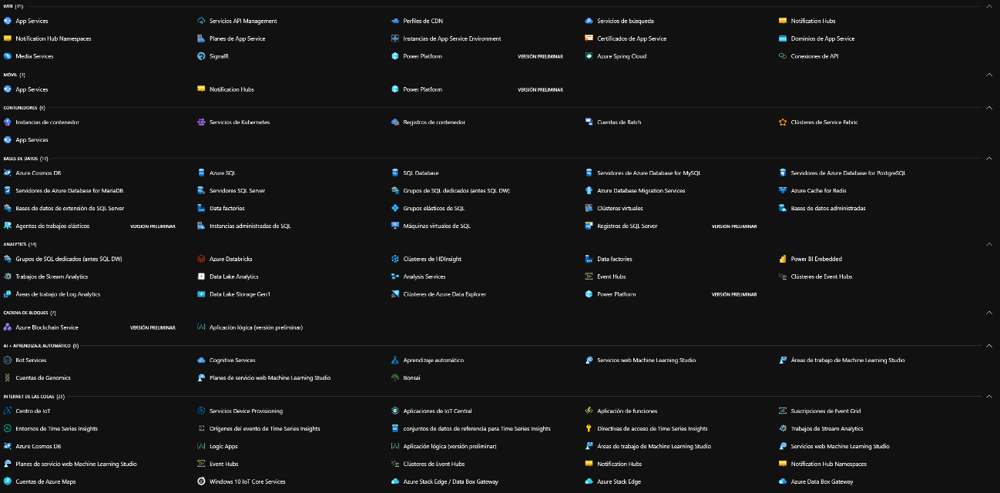 WEB (15)
App Services
Servicios API Management
Perfiles de CDN
Servicios de búsqueda
Notification Hubs
Notification Hub Namespaces
Planes de App Service
Instancias de App Service Environment
Certificados de App Service
Dominios de App Service
Media Services
SignalR
Power Platform VERSIÓN PRELIMINAR
Azure Spring Cloud
Conexiones de API
MÓVIL (3)
App Services
Notification Hubs
Power Platform VERSIÓN PRELIMINAR
CONTENEDORES (6)
Instancias de contenedor
Servicios de Kubernetes
Registros de contenedor
Cuentas de Batch
Clústeres de Service Fabric
App Services
BASES DE DATOS (19)
Azure Cosmos DB
Azure SQL
SQL Database
Servidores de Azure Database for MySQL
Servidores de Azure Database for PostgreSQL
Servidores de Azure Database for MariaDB
Servidores SQL Server
Grupos de SQL dedicados (antes SQL DW)
Azure Database Migration Services
Azure Cache for Redis
Bases de datos de extensión de SQL Server
Data factories
Grupos elásticos de SQL
Clústeres virtuales
Bases de datos administradas
Agentes de trabajos elásticos VERSIÓN PRELIMINAR
Instancias administradas de SQL
Máquinas virtuales de SQL
Registros de SQL Server VERSIÓN PRELIMINAR
ANALYTICS (14)
Grupos de SQL dedicados (antes SQL DW)
Azure Databricks
Clústeres de HDInsight
Data factories
Power BI Embedded
Trabajos de Stream Analytics
Data Lake Analytics
Analysis Services
Event Hubs
Clústeres de Event Hubs
Áreas de trabajo de Log Analytics
Data Lake Storage Gen1
Clústeres de Azure Data Explorer
Power Platform VERSIÓN PRELIMINAR
CADENA DE BLOQUES (2)
Azure Blockchain Service VERSIÓN PRELIMINAR
Aplicación lógica (versión preliminar)
AI + APRENDIZAJE AUTOMÁTICO (8)
Bot Services
Cognitive Services
Aprendizaje automático
Servicios web Machine Learning Studio
Áreas de trabajo de Machine Learning Studio
Cuentas de Genomics
Planes de servicio web Machine Learning Studio
Bonsai
INTERNET DE LAS COSAS (25)
Centro de IoT
Servicios Device Provisioning
Aplicaciones de IoT Central
Aplicación de funciones
Suscripciones de Event Grid
Entornos de Time Series Insights
Orígenes del evento de Time Series Insights
conjuntos de datos de referencia para Time Series Insights
Directivas de acceso de Time Series Insights
Trabajos de Stream Analytics
Azure Cosmos DB
Logic Apps
Aplicación lógica (versión preliminar)
Áreas de trabajo de Machine Learning Studio
Servicios web Machine Learning Studio
Planes de servicio web Machine Learning Studio
Event Hubs
Clústeres de Event Hubs
Notification Hubs
Notification Hub Namespaces
Cuentas de Azure Maps
Windows 10 IoT Core Services
Azure Stack Edge / Data Box Gateway
Azure Stack Edge
Azure Data Box Gateway